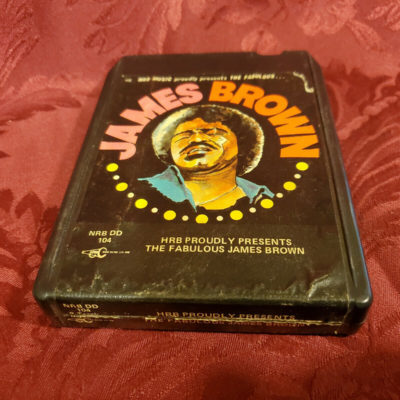 HRB MUSIC proudly presents THE FABULOUS...
JAMES BROWN
NRB DD
104
HRB PROUDLY PRESENTS
THE FABULOUS JAMES BROWN
NRB DD
104
HRB PROUDLY PRESENTS
THE FABULOUS JAMES BROWN